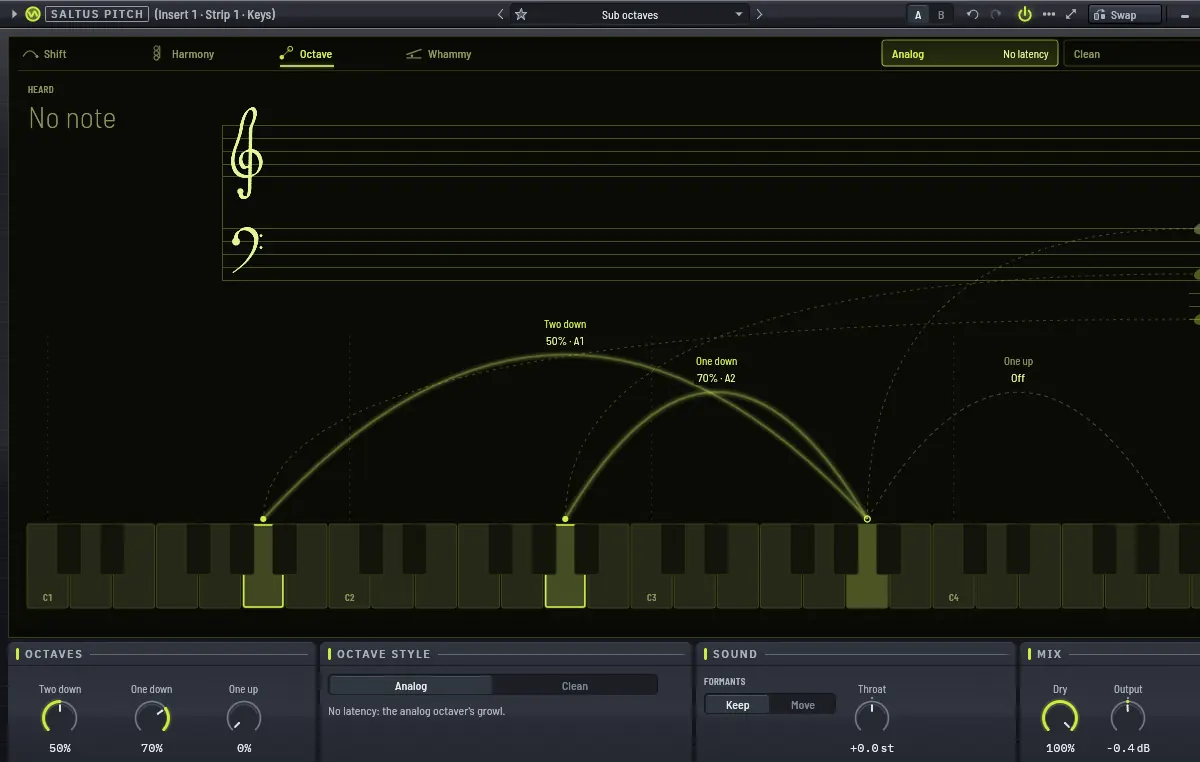 SALTUS PITCH (Insert 1 · Strip 1 · Keys) Sub octaves A B Swap
Shift Harmony Octave Whammy Analog No latency Clean
HEARD
No note
Two down
50% · A1
One down
70% · A2
One up
Off
C1 C2 C3 C4
OCTAVES OCTAVE STYLE SOUND MIX
Two down One down One up
50% 70% 0%
Analog Clean
No latency: the analog octaver's growl.
FORMANTS
Keep Move
Throat
+0.0 st
Dry Output
100% -0.4 dB